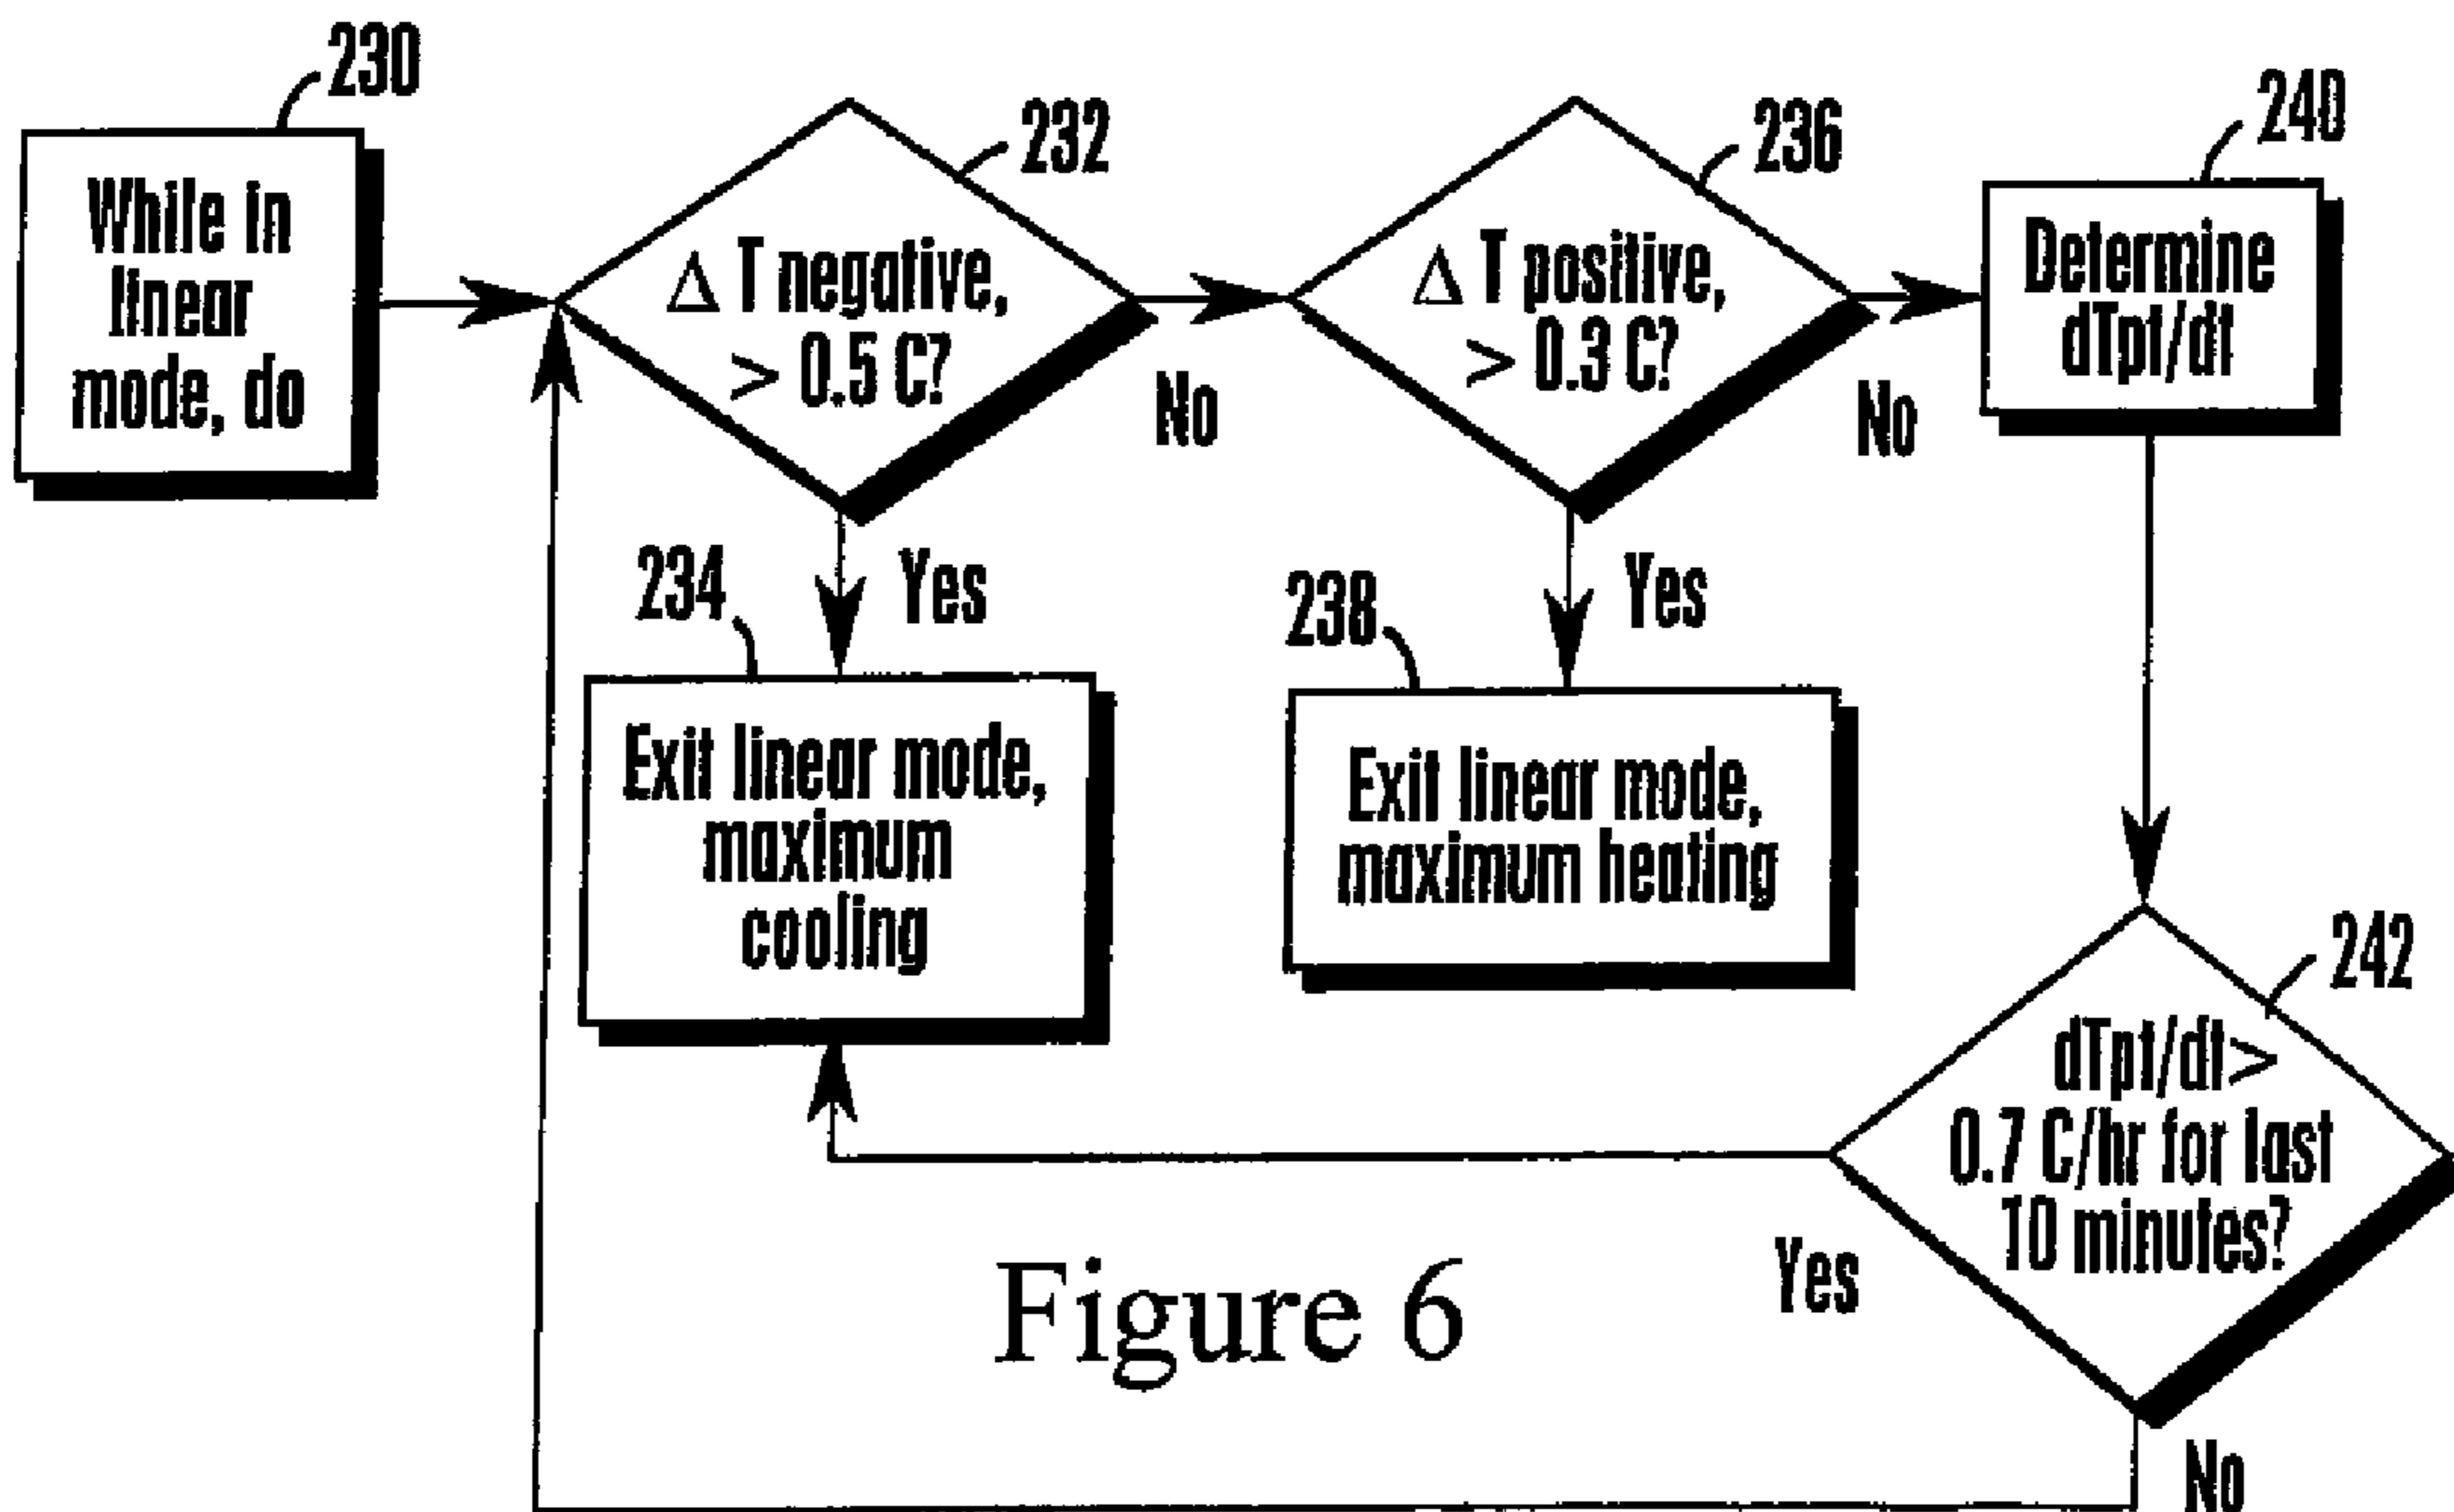 230
While in
linear
mode, do
232
Δ T negative,
> 0.5 C?
No
Yes
236
Δ T positive,
> 0.3 C?
No
Yes
240
Determine
dTpt/dt
234
Exit linear mode,
maximum
cooling
238
Exit linear mode,
maximum heating
242
dTpt/dt>
0.7 C/hr for last
10 minutes?
Yes
No
Figure 6